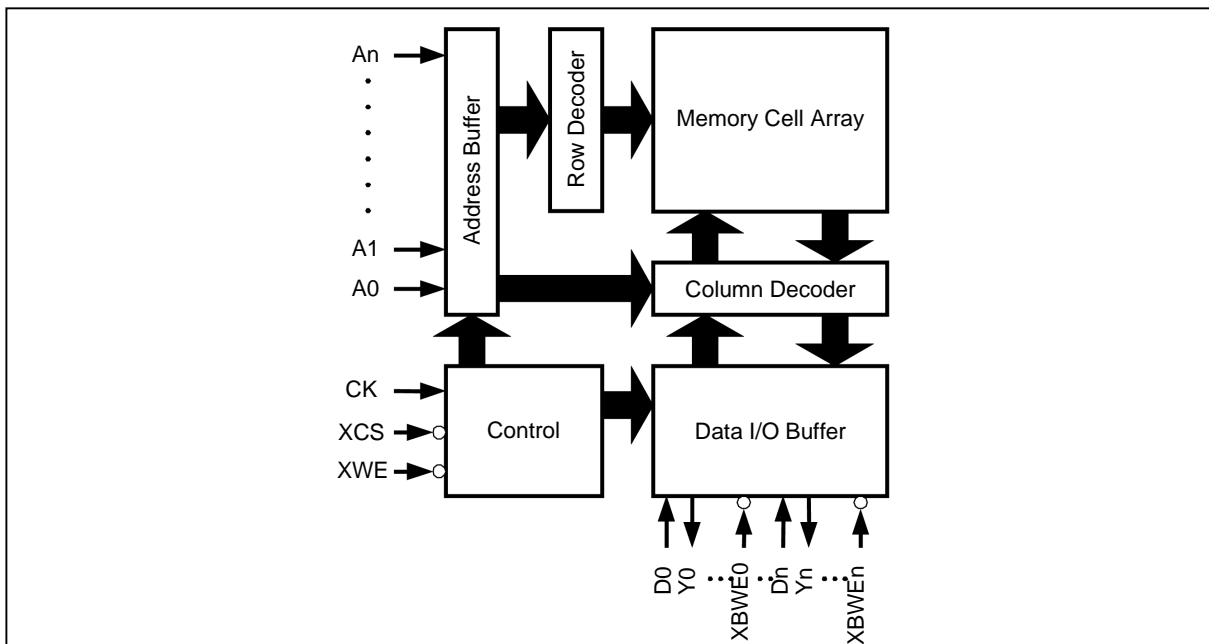 An
Address Buffer
Row Decoder
Memory Cell Array
A1
A0
Column Decoder
CK
XCS
XWE
Control
Data I/O Buffer
D0
Y0
XBWE0
Dn
Yn
XBWEn